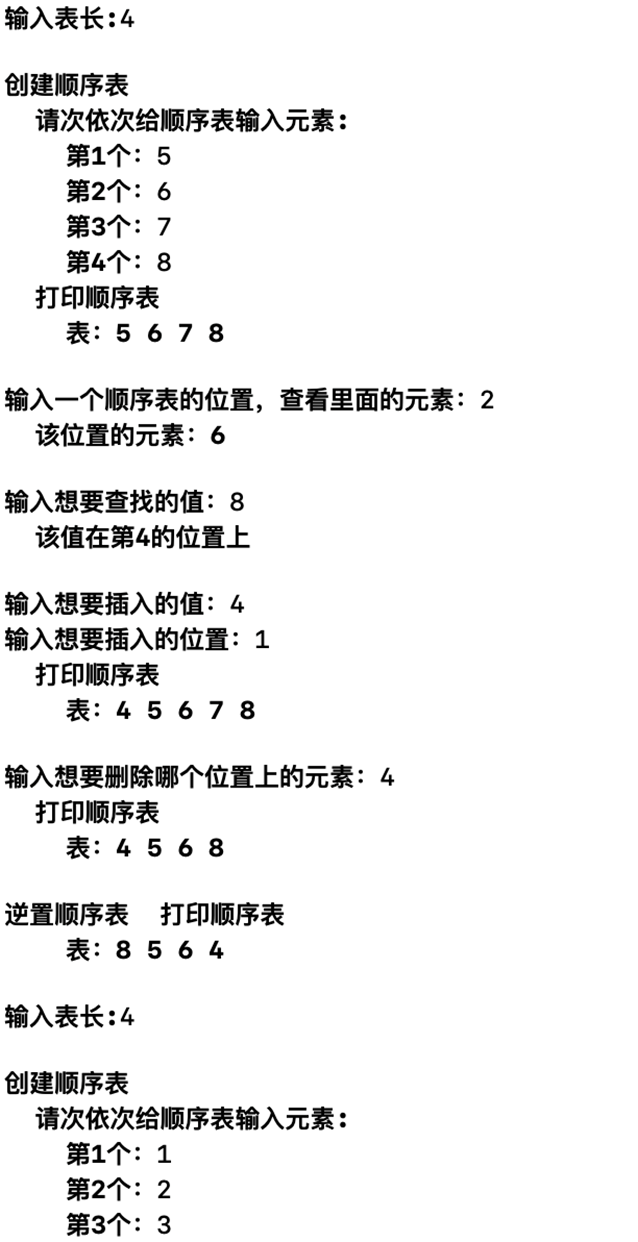 输入表长:4
创建顺序表
请次依次给顺序表输入元素:
第1个: 5
第2个: 6
第3个: 7
第4个: 8
打印顺序表
表: 5 6 7 8
输入一个顺序表的位置, 查看里面的元素: 2
该位置的元素: 6
输入想要查找的值: 8
该值在第4的位置上
输入想要插入的值: 4
输入想要插入的位置: 1
打印顺序表
表: 4 5 6 7 8
输入想要删除哪个位置上的元素: 4
打印顺序表
表: 4 5 6 8
逆置顺序表 打印顺序表
表: 8 5 6 4
输入表长:4
创建顺序表
请次依次给顺序表输入元素:
第1个: 1
第2个: 2
第3个: 3